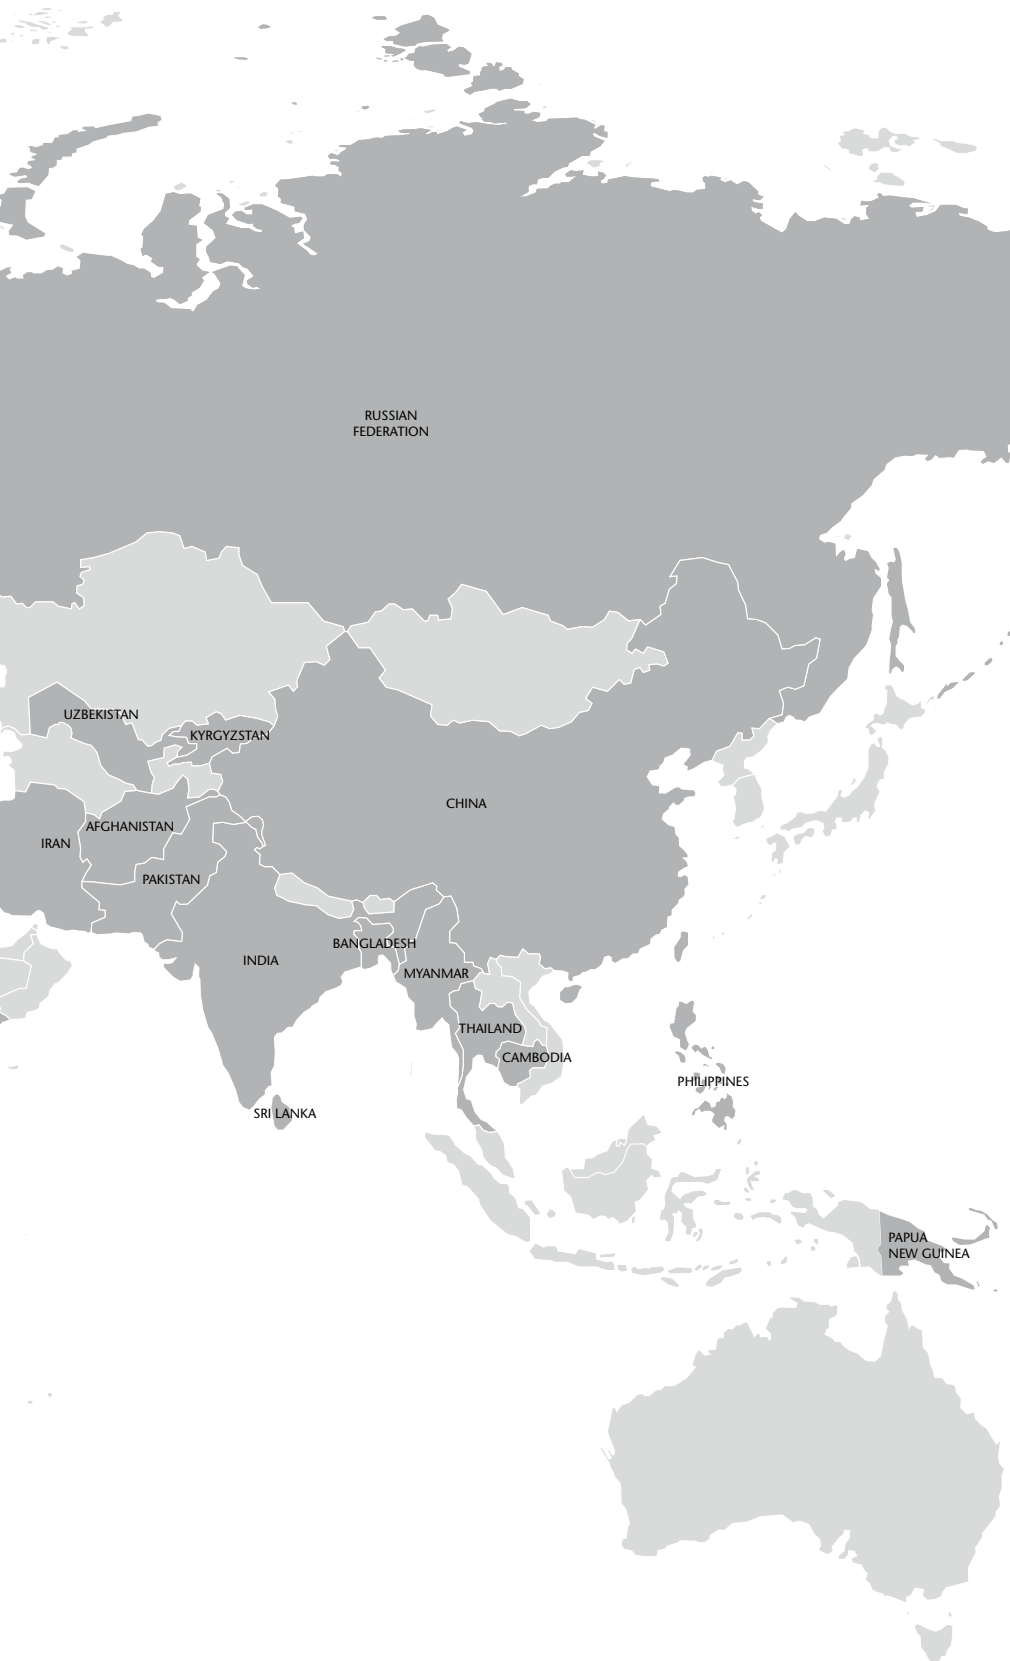 RUSSIAN
FEDERATION
UZBEKISTAN
KYRGYZSTAN
CHINA
AFGHANISTAN
IRAN
PAKISTAN
BANGLADESH
INDIA
MYANMAR
THAILAND
CAMBODIA
PHILIPPINES
SRI LANKA
PAPUA
NEW GUINEA